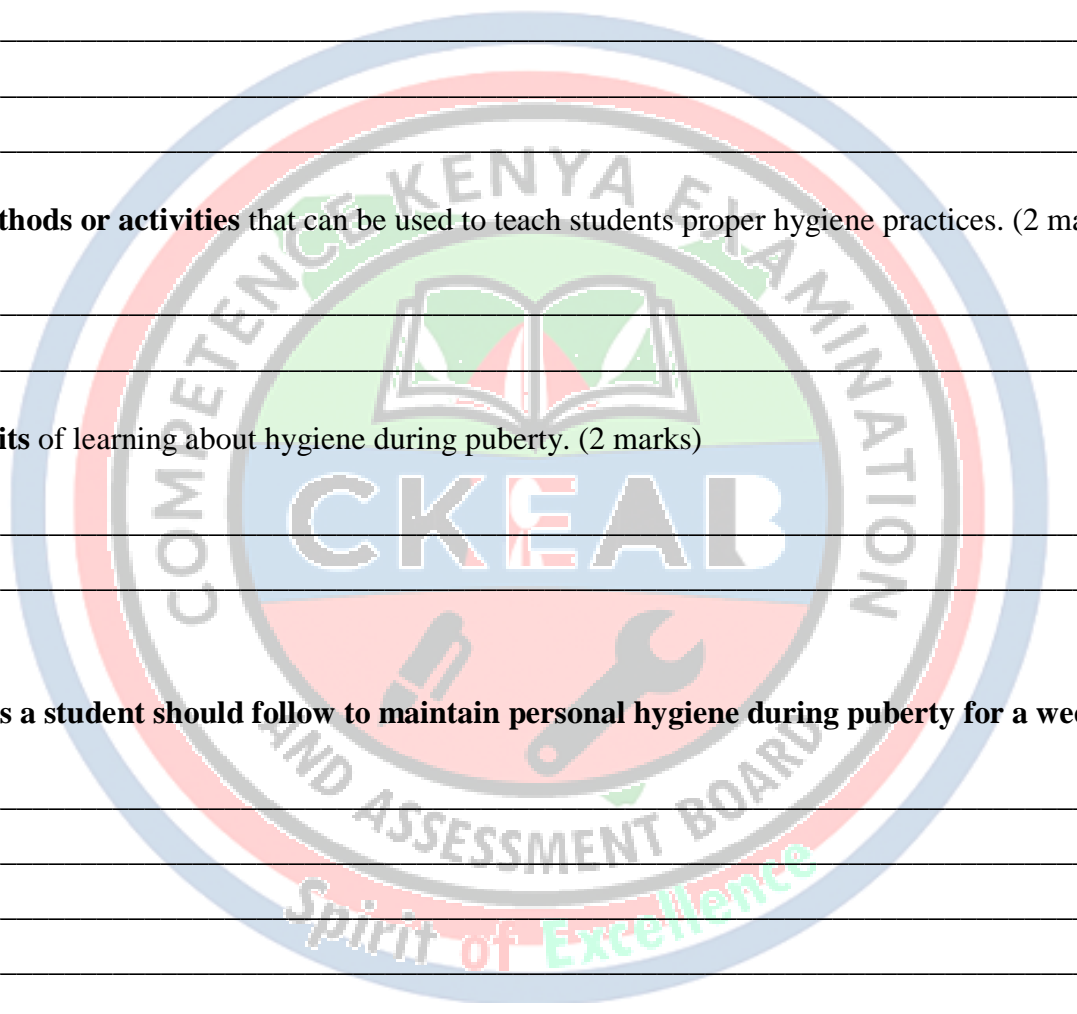 thods or activities that can be used to teach students proper hygiene practices. (2 ma
its of learning about hygiene during puberty. (2 marks)
s a student should follow to maintain personal hygiene during puberty for a wee
COMPETENCE KENYA EXAMINATION
CKEAB
AND ASSESSMENT BOARD
Spirit of Excellence